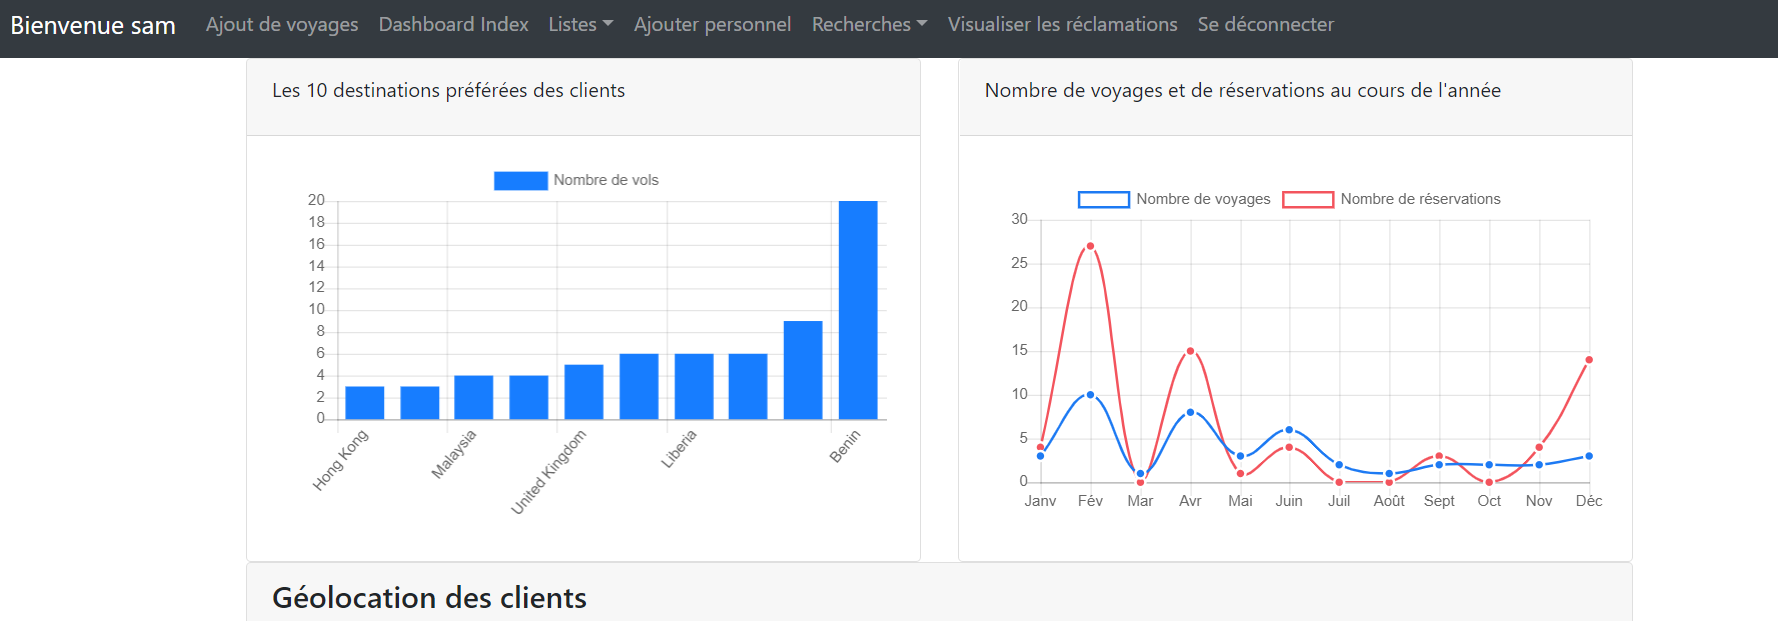 Bienvenue sam Ajout de voyages Dashboard Index Listes Ajouter personnel Recherches Visualiser les réclamations Se déconnecter
Les 10 destinations préférées des clients
Nombre de vols
20
18
16
14
12
10
8
6
4
2
0
Hong Kong
Malaysia
United Kingdom
Liberia
Benin
Nombre de voyages et de réservations au cours de l'année
Nombre de voyages Nombre de réservations
30
25
20
15
10
5
0
Janv Fév Mar Avr Mai Juin Juil Août Sept Oct Nov Déc
Géolocation des clients